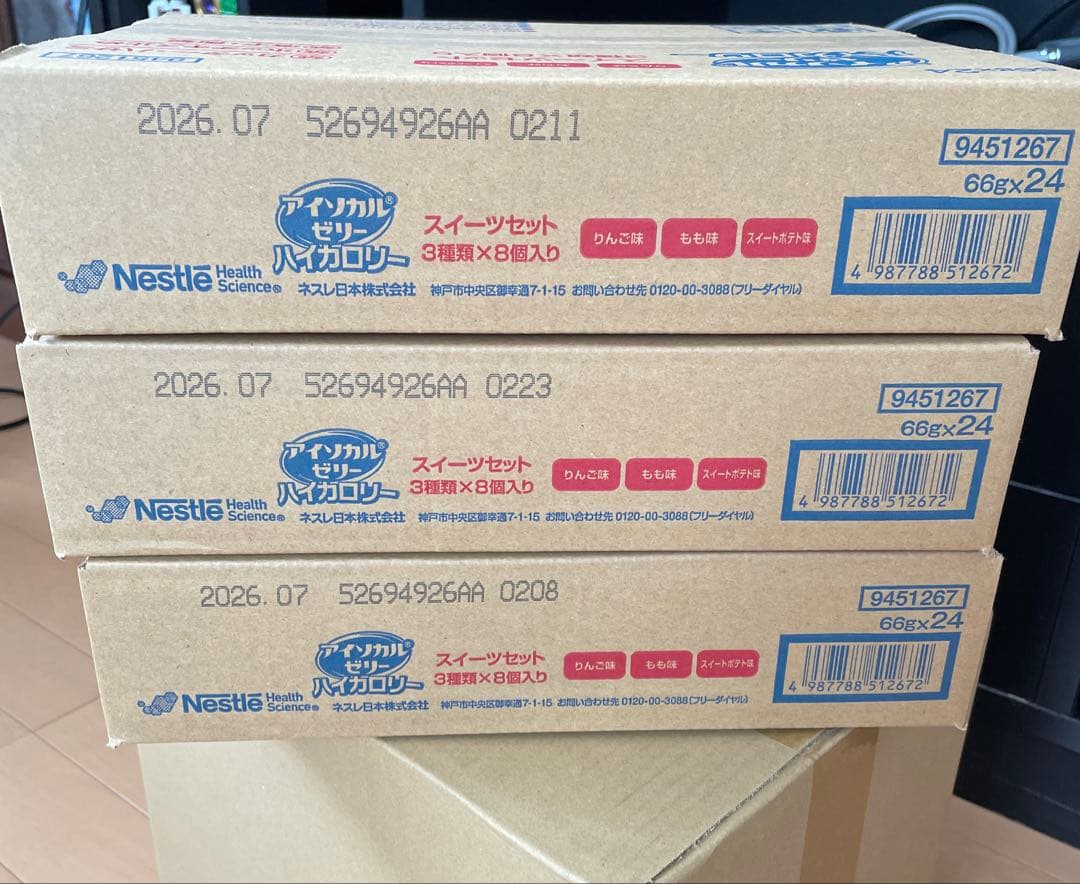 9451267
66g×24
2026.07 52694926AA 0211
9451267
66g×24
アイソカル®
ゼリー
ハイカロリー
スイーツセット
3種類×8個入り
りんご味 もも味 スイートポテト味
Nestlé Health Science® ネスレ日本株式会社 神戸市中央区御幸通7-1-15 お問い合わせ先 0120-00-3088(フリーダイヤル)
4 987788 512672
2026.07 52694926AA 0223
9451267
66g×24
アイソカル®
ゼリー
ハイカロリー
スイーツセット
3種類×8個入り
りんご味 もも味 スイートポテト味
Nestlé Health Science® ネスレ日本株式会社 神戸市中央区御幸通7-1-15 お問い合わせ先 0120-00-3088(フリーダイヤル)
4 987788 512672
2026.07 52694926AA 0208
9451267
66g×24
アイソカル®
ゼリー
ハイカロリー
スイーツセット
3種類×8個入り
りんご味 もも味 スイートポテト味
Nestlé Health Science® ネスレ日本株式会社 神戸市中央区御幸通7-1-15 お問い合わせ先 0120-00-3088(フリーダイヤル)
4 987788 512672